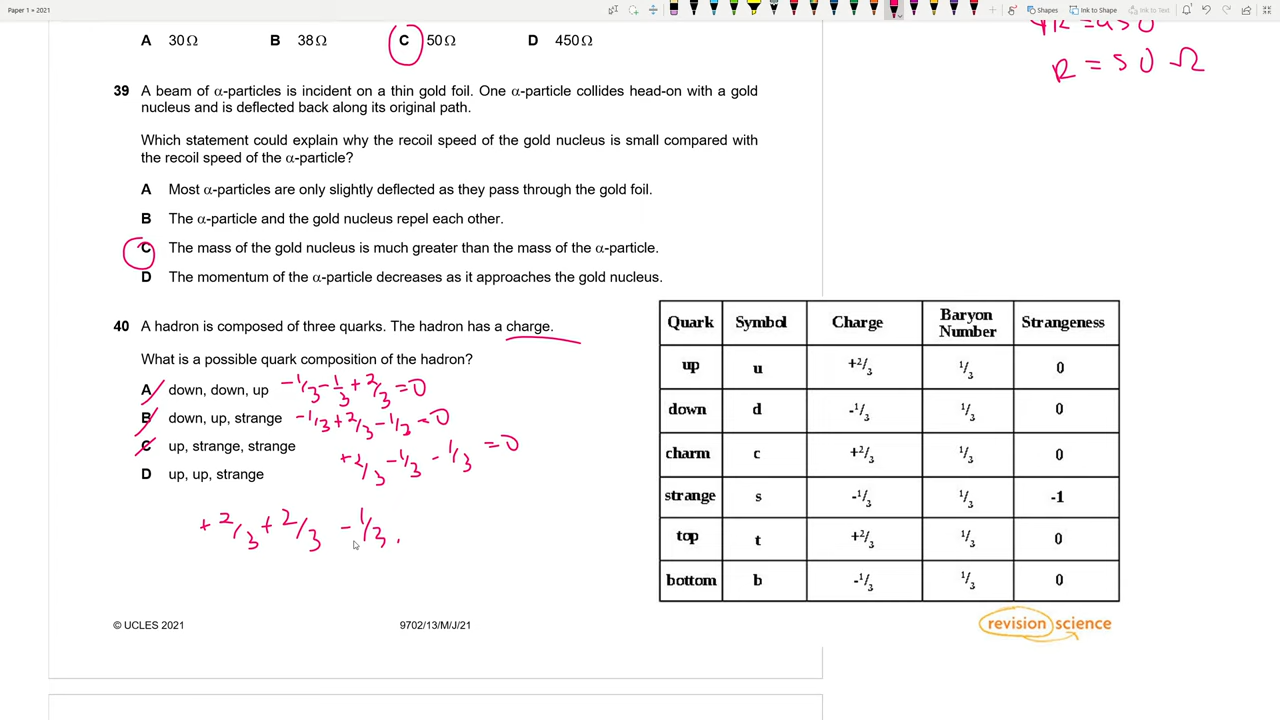 Paper 1 + 2021
Shapes
Ink to Shape
Ink to Text
A 30 Ω B 38 Ω C 50 Ω D 450 Ω
R = 50 Ω
39 A beam of α-particles is incident on a thin gold foil. One α-particle collides head-on with a gold
nucleus and is deflected back along its original path.
Which statement could explain why the recoil speed of the gold nucleus is small compared with
the recoil speed of the α-particle?
A Most α-particles are only slightly deflected as they pass through the gold foil.
B The α-particle and the gold nucleus repel each other.
C The mass of the gold nucleus is much greater than the mass of the α-particle.
D The momentum of the α-particle decreases as it approaches the gold nucleus.
40 A hadron is composed of three quarks. The hadron has a charge.
What is a possible quark composition of the hadron?
A down, down, up -1/3 - 1/3 + 2/3 = 0
B down, up, strange -1/3 + 2/3 - 1/3 = 0
C up, strange, strange +2/3 - 1/3 - 1/3 = 0
D up, up, strange
+2/3 + 2/3 - 1/3 .
Quark Symbol Charge Baryon Number Strangeness
up u +2/3 1/3 0
down d -1/3 1/3 0
charm c +2/3 1/3 0
strange s -1/3 1/3 -1
top t +2/3 1/3 0
bottom b -1/3 1/3 0
revision science
© UCLES 2021 9702/13/M/J/21